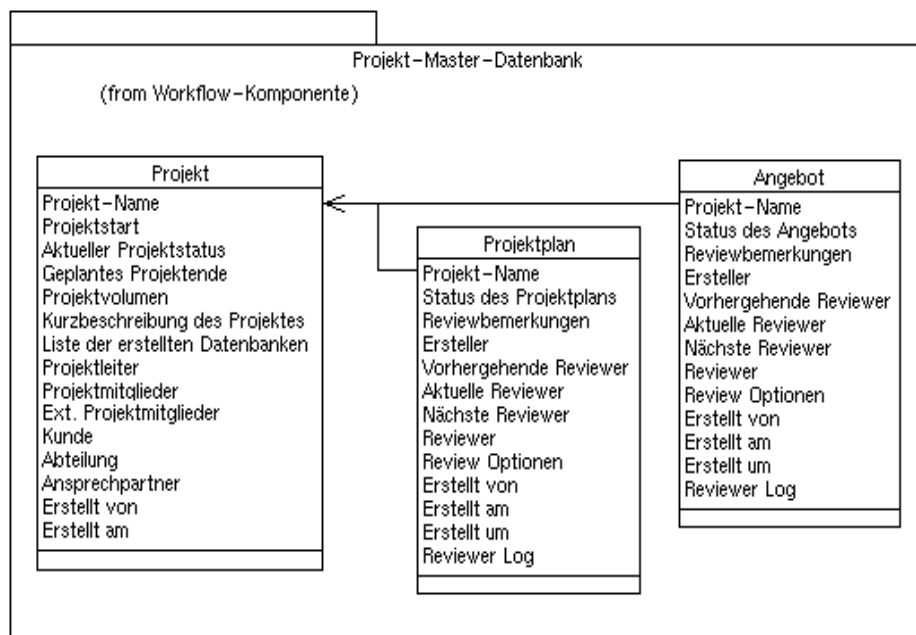 Projekt-Master-Datenbank
(from Workflow-Komponente)
Projekt
Projekt-Name
Projektstart
Aktueller Projektstatus
Geplantes Projektende
Projektvolumen
Kurzbeschreibung des Projektes
Liste der erstellten Datenbanken
Projektleiter
Projektmitglieder
Ext. Projektmitglieder
Kunde
Abteilung
Ansprechpartner
Erstellt von
Erstellt am
Projektplan
Projekt-Name
Status des Projektplans
Reviewbemerkungen
Ersteller
Vorhergehende Reviewer
Aktuelle Reviewer
Nächste Reviewer
Reviewer
Review Optionen
Erstellt von
Erstellt am
Erstellt um
Reviewer Log
Angebot
Projekt-Name
Status des Angebots
Reviewbemerkungen
Ersteller
Vorhergehende Reviewer
Aktuelle Reviewer
Nächste Reviewer
Reviewer
Review Optionen
Erstellt von
Erstellt am
Erstellt um
Reviewer Log